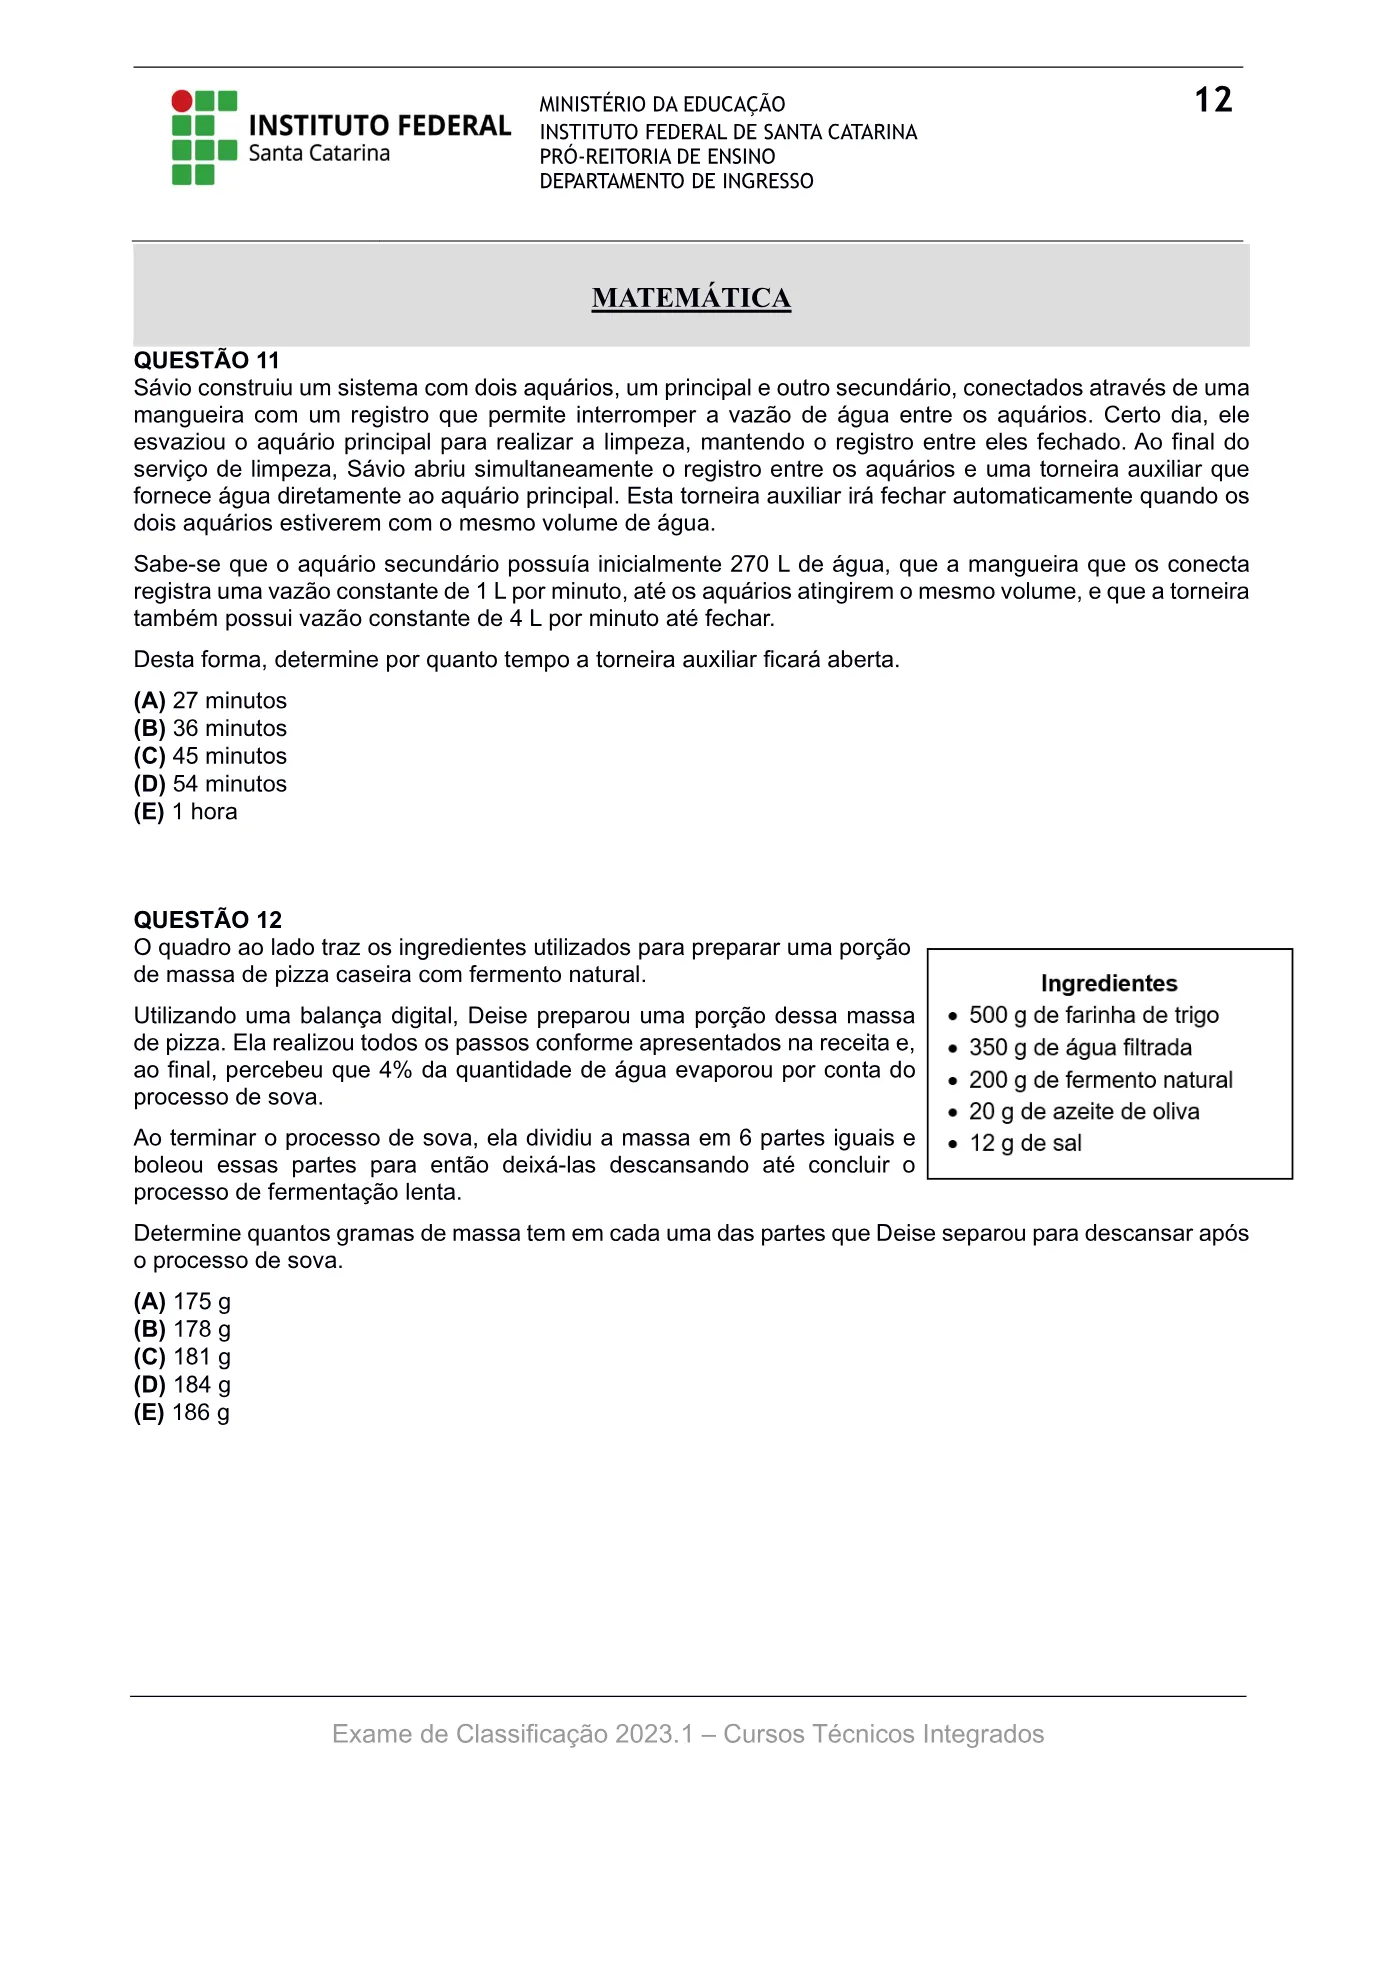 INSTITUTO FEDERAL
Santa Catarina
MINISTÉRIO DA EDUCAÇÃO
INSTITUTO FEDERAL DE SANTA CATARINA
PRÓ-REITORIA DE ENSINO
DEPARTAMENTO DE INGRESSO
12
MATEMÁTICA
QUESTÃO 11
Sávio construiu um sistema com dois aquários, um principal e outro secundário, conectados através de uma
mangueira com um registro que permite interromper a vazão de água entre os aquários. Certo dia, ele
esvaziou o aquário principal para realizar a limpeza, mantendo o registro entre eles fechado. Ao final do
serviço de limpeza, Sávio abriu simultaneamente o registro entre os aquários e uma torneira auxiliar que
fornece água diretamente ao aquário principal. Esta torneira auxiliar irá fechar automaticamente quando os
dois aquários estiverem com o mesmo volume de água.
Sabe-se que o aquário secundário possuía inicialmente 270 L de água, que a mangueira que os conecta
registra uma vazão constante de 1 L por minuto, até os aquários atingirem o mesmo volume, e que a torneira
também possui vazão constante de 4 L por minuto até fechar.
Desta forma, determine por quanto tempo a torneira auxiliar ficará aberta.
(A) 27 minutos
(B) 36 minutos
(C) 45 minutos
(D) 54 minutos
(E) 1 hora
QUESTÃO 12
O quadro ao lado traz os ingredientes utilizados para preparar uma porção
de massa de pizza caseira com fermento natural.
Utilizando uma balança digital, Deise preparou uma porção dessa massa
de pizza. Ela realizou todos os passos conforme apresentados na receita e,
ao final, percebeu que 4% da quantidade de água evaporou por conta do
processo de sova.
Ao terminar o processo de sova, ela dividiu a massa em 6 partes iguais e
boleou essas partes para então deixá-las descansando até concluir o
processo de fermentação lenta.
Ingredientes
• 500 g de farinha de trigo
• 350 g de água filtrada
• 200 g de fermento natural
• 20 g de azeite de oliva
• 12 g de sal
Determine quantos gramas de massa tem em cada uma das partes que Deise separou para descansar após
o processo de sova.
(A) 175 g
(B) 178 g
(C) 181 g
(D) 184 g
(E) 186 g
Exame de Classificação 2023.1 – Cursos Técnicos Integrados